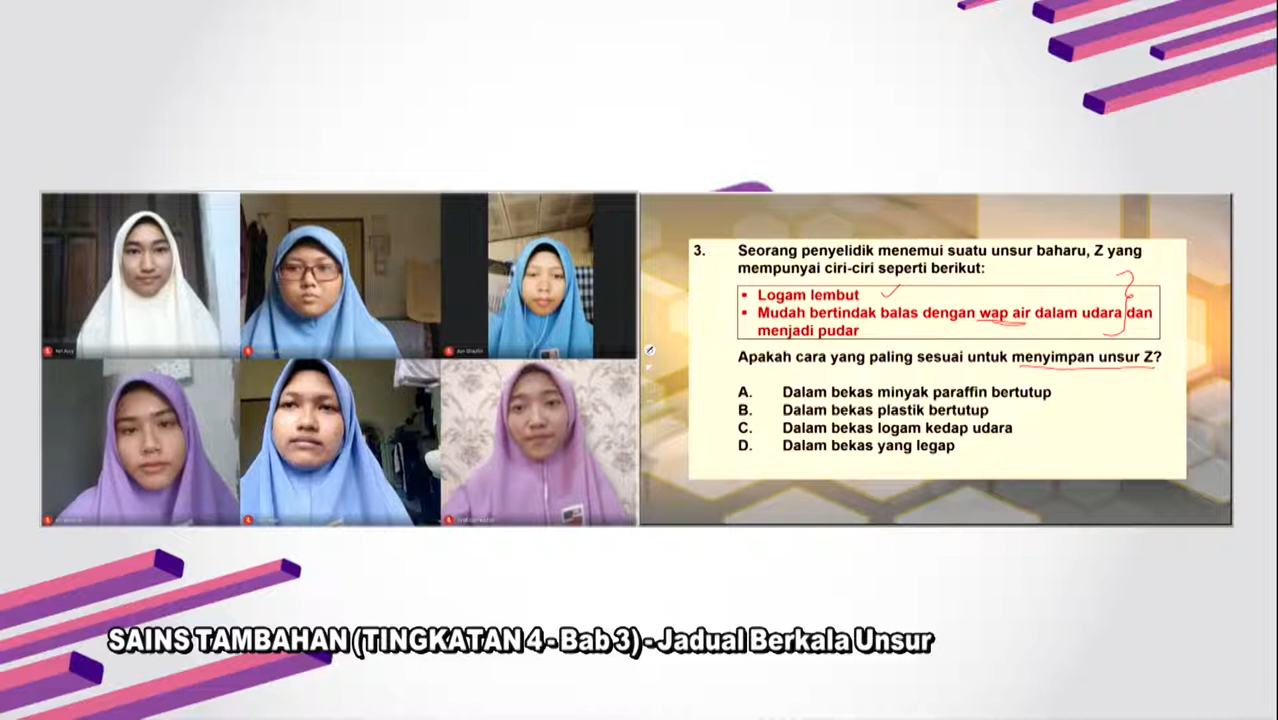 3. Seorang penyelidik menemui suatu unsur baharu, Z yang
mempunyai ciri-ciri seperti berikut:
• Logam lembut
• Mudah bertindak balas dengan wap air dalam udara dan
menjadi pudar
Apakah cara yang paling sesuai untuk menyimpan unsur Z?
A. Dalam bekas minyak paraffin bertutup
B. Dalam bekas plastik bertutup
C. Dalam bekas logam kedap udara
D. Dalam bekas yang legap
SAINS TAMBAHAN (TINGKATAN 4 - Bab 3) - Jadual Berkala Unsur